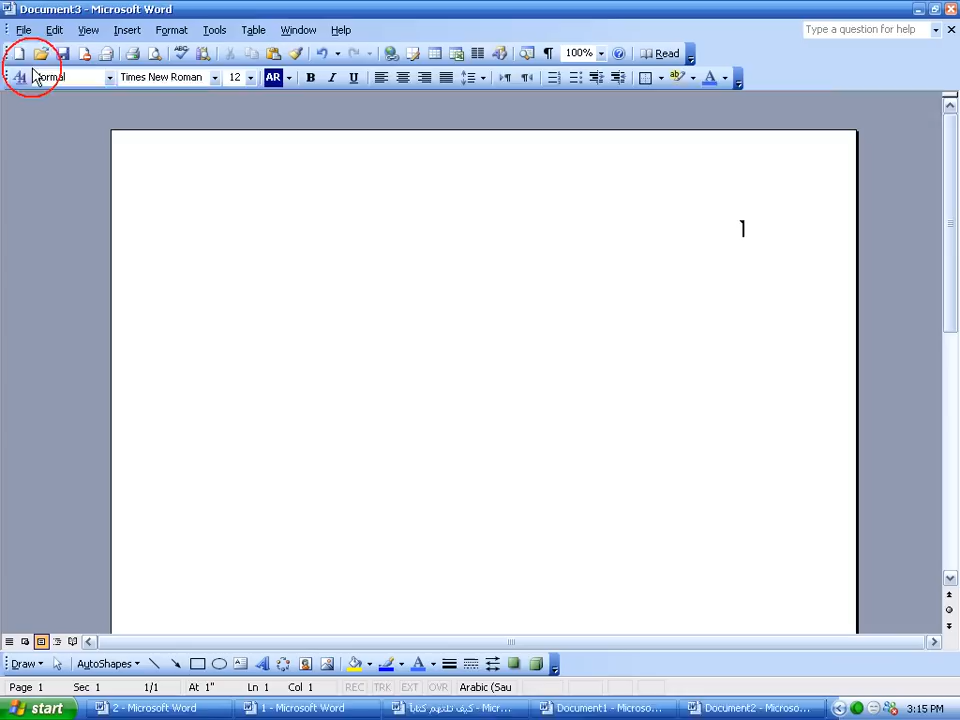 Document3 - Microsoft Word
File Edit View Insert Format Tools Table Window Help
Type a question for help
100% Read
Normal Times New Roman 12 AR B I U A
Draw AutoShapes A
Page 1 Sec 1 1/1 At 1" Ln 1 Col 1 REC TRK EXT OVR Arabic (Sau
start 2 - Microsoft Word 1 - Microsoft Word كيف تلتهم كتاباً - Micr... Document1 - Microso... Document2 - Microso... 3:15 PM